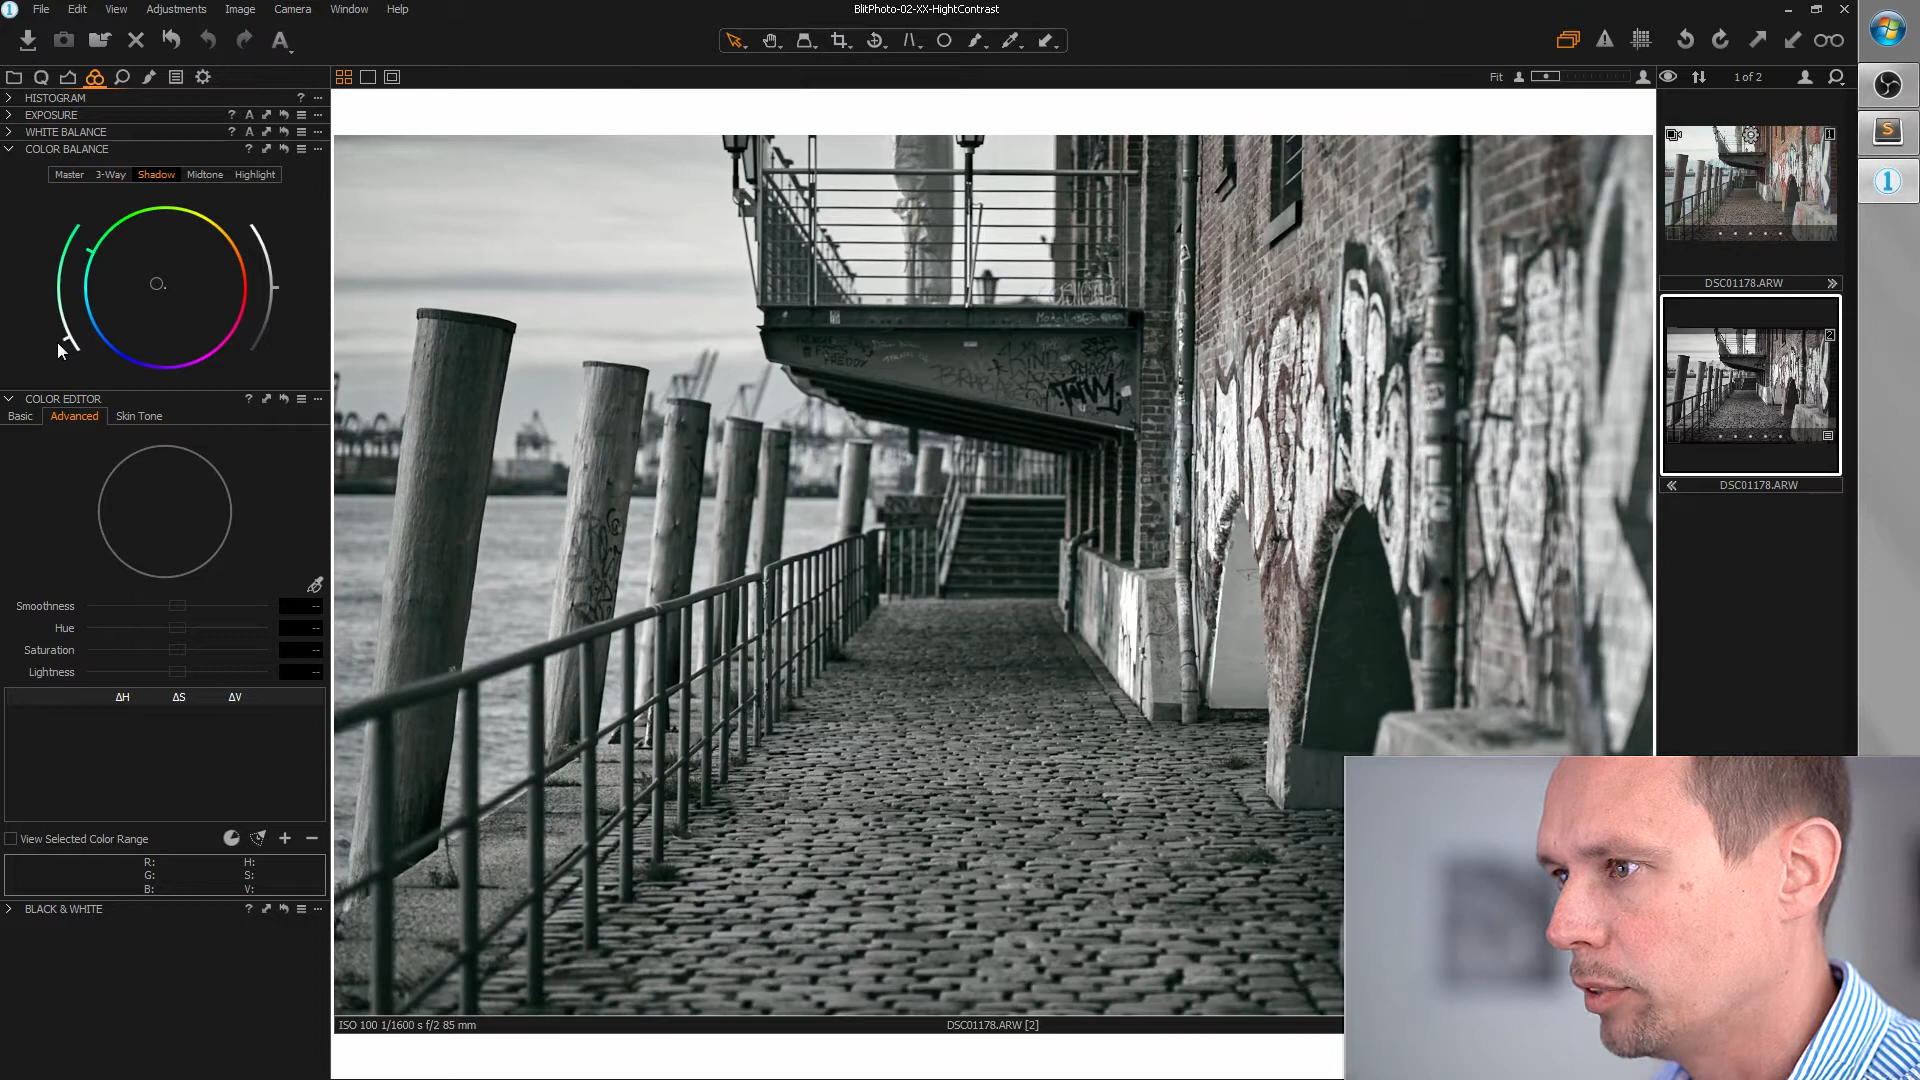 File Edit View Adjustments Image Camera Window Help
BlitPhoto-02-XX-HightContrast
Fit
1 of 2
HISTOGRAM
EXPOSURE
WHITE BALANCE
COLOR BALANCE
Master 3-Way Shadow Midtone Highlight
COLOR EDITOR
Basic Advanced Skin Tone
Smoothness --
Hue --
Saturation --
Lightness --
ΔH ΔS ΔV
View Selected Color Range
R: H:
G: S:
B: V:
BLACK & WHITE
ISO 100 1/1600 s f/2 85 mm
DSC01178.ARW [2]
1
DSC01178.ARW
2
DSC01178.ARW